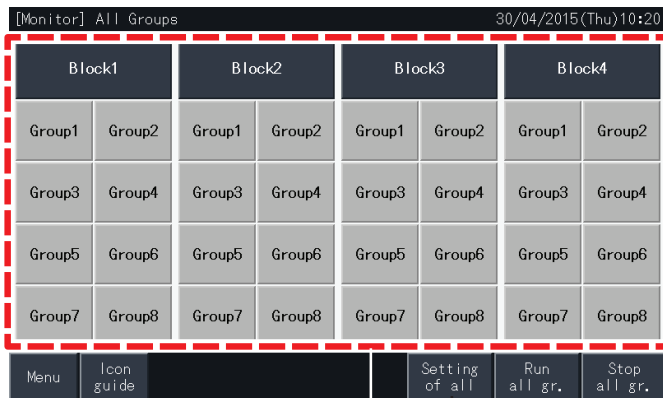 [Monitor] All Groups 30/04/2015(Thu)10:20
Block1 Block2 Block3 Block4
Group1 Group2 Group1 Group2 Group1 Group2 Group1 Group2
Group3 Group4 Group3 Group4 Group3 Group4 Group3 Group4
Group5 Group6 Group5 Group6 Group5 Group6 Group5 Group6
Group7 Group8 Group7 Group8 Group7 Group8 Group7 Group8
Menu
Icon
guide
Setting
of all
Run
all gr.
Stop
all gr.